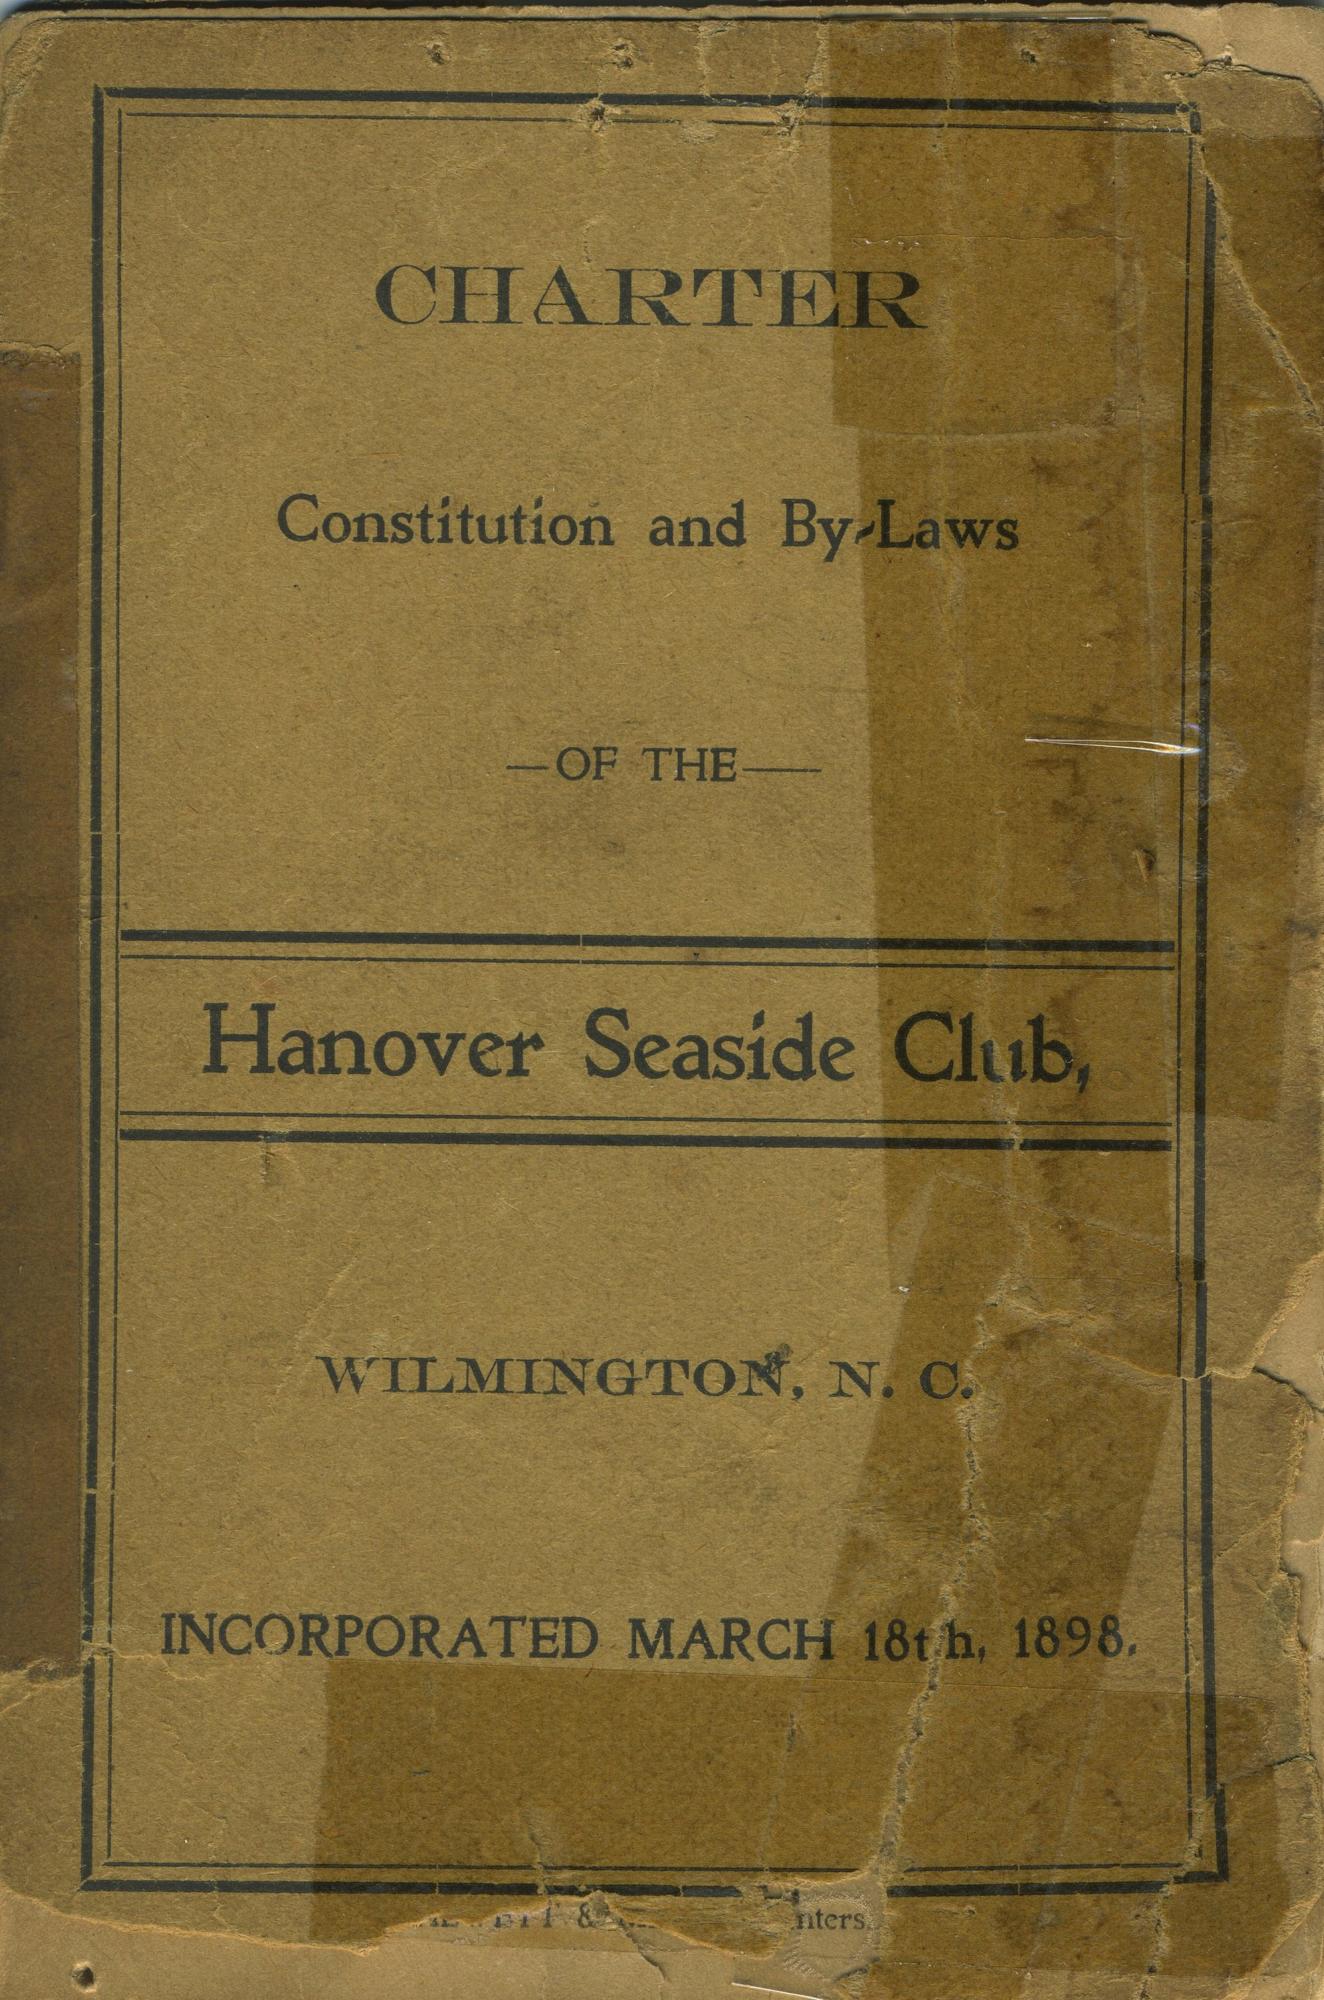 CHARTER
Constitution and By-Laws
—OF THE—
Hanover Seaside Club,
WILMINGTON, N. C.
INCORPORATED MARCH 18th, 1898.
&